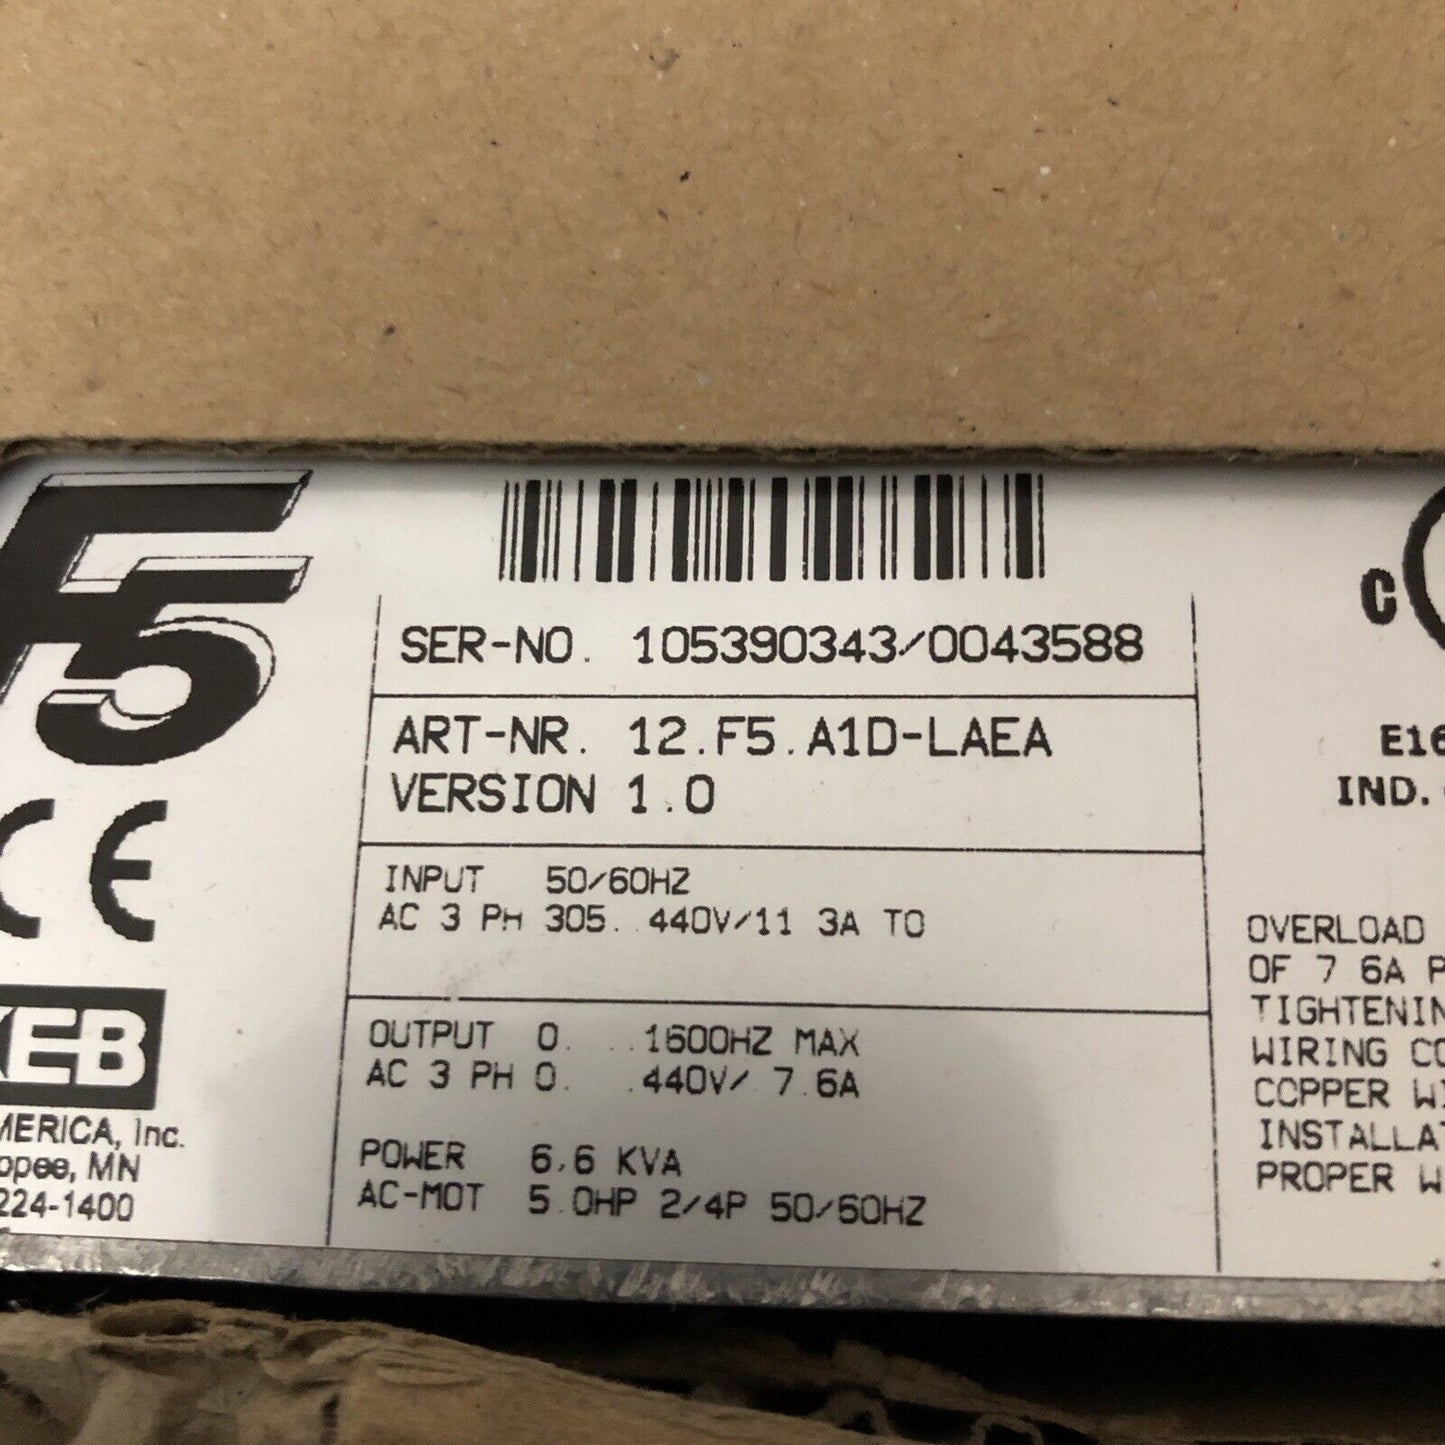 F5
CE
KEB
MERICA, Inc.
opee, MN
224-1400
SER-NO. 105390343/0043588
ART-NR. 12.F5.A1D-LAEA
VERSION 1.0
INPUT 50/60HZ
AC 3 PH 305.. 440V/11 3A TO
OUTPUT 0. ..1600HZ MAX
AC 3 PH 0. .440V/ 7.6A
POWER 6.6 KVA
AC-MOT 5.0HP 2/4P 50/60HZ
C
E16
IND.
OVERLOAD
OF 7 6A P
TIGHTENIN
WIRING CO
COPPER WI
INSTALLAT
PROPER W